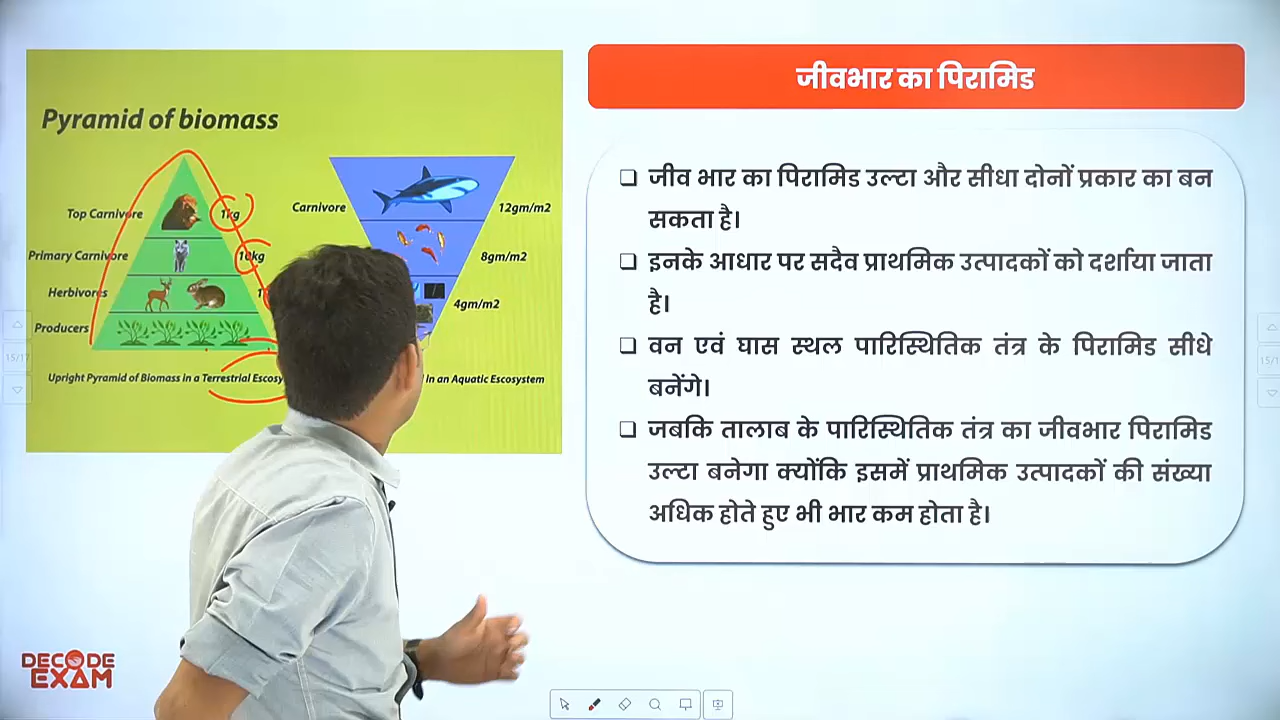 Pyramid of biomass
Top Carnivore
1kg
Primary Carnivore
10kg
Herbivores
Producers
Upright Pyramid of Biomass in a Terrestrial
Carnivore
12gm/m2
8gm/m2
4gm/m2
in an Aquatic Ecosystem
जीवभार का पिरामिड
❑ जीव भार का पिरामिड उल्टा और सीधा दोनों प्रकार का बन
सकता है।
❑ इनके आधार पर सदैव प्राथमिक उत्पादकों को दर्शाया जाता
है।
❑ वन एवं घास स्थल पारिस्थितिक तंत्र के पिरामिड सीधे
बनेंगे।
❑ जबकि तालाब के पारिस्थितिक तंत्र का जीवभार पिरामिड
उल्टा बनेगा क्योंकि इसमें प्राथमिक उत्पादकों की संख्या
अधिक होते हुए भी भार कम होता है।
15/17
DECODE
EXAM